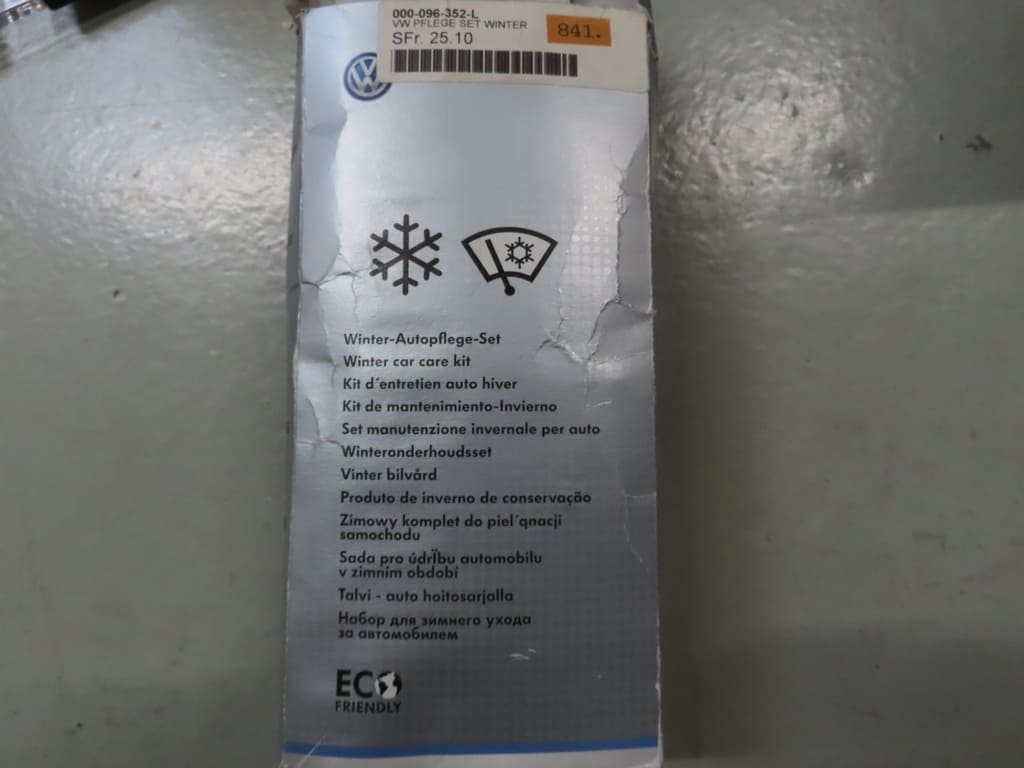 000-096-352-L
VW PFLEGE SET WINTER
SFr. 25.10
841.
Winter-Autopflege-Set
Winter car care kit
Kit d´entretien auto hiver
Kit de mantenimiento-Invierno
Set manutenzione invernale per auto
Winteronderhoudsset
Vinter bilvård
Produto de inverno de conservação
Zimowy komplet do piel´qnacji
samochodu
Sada pro údrÏbu automobilu
v zimním období
Talvi - auto hoitosarjalla
Набор для зимнего ухода
за автомобилем
ECO
FRIENDLY